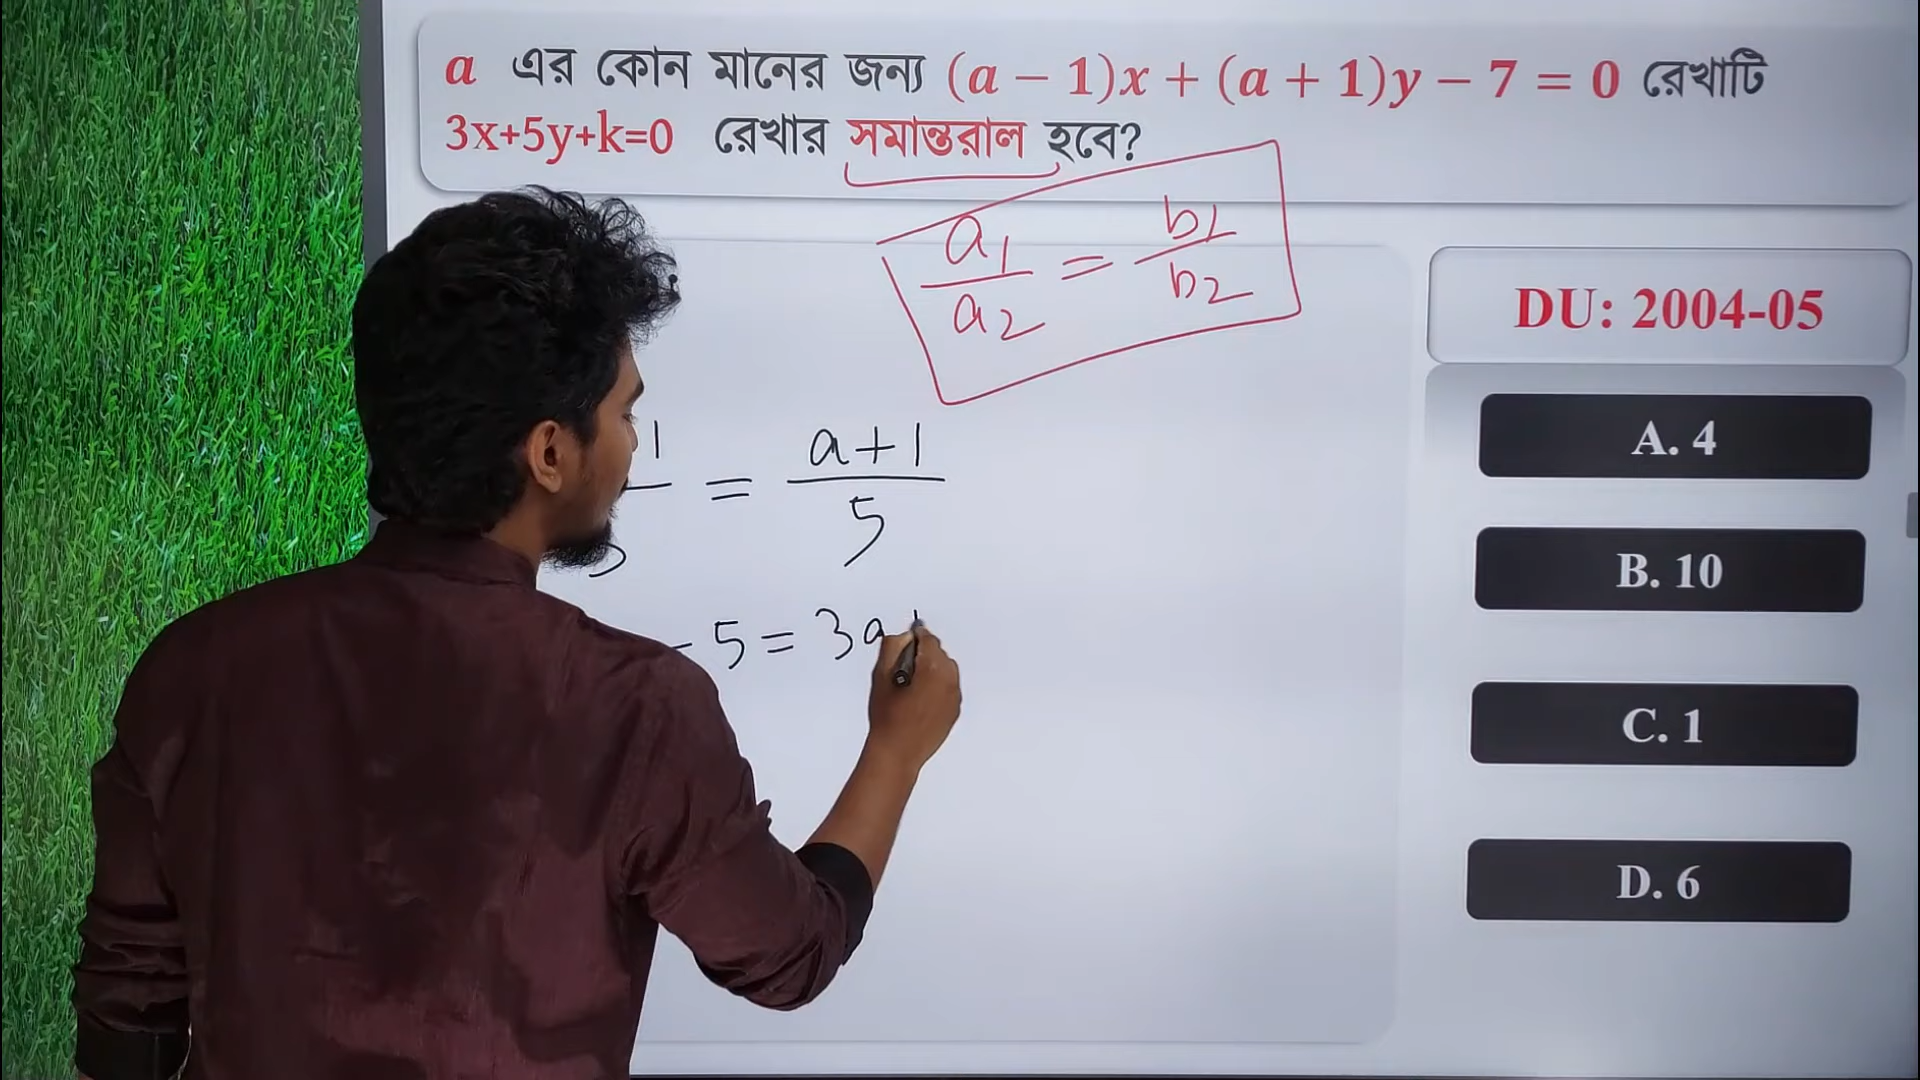 a এর কোন মানের জন্য (a − 1)x + (a + 1)y − 7 = 0 রেখাটি
3x+5y+k=0 রেখার সমান্তরাল হবে?
a1/a2 = b1/b2
1 = a+1/5
- 5 = 3a
DU: 2004-05
A. 4
B. 10
C. 1
D. 6